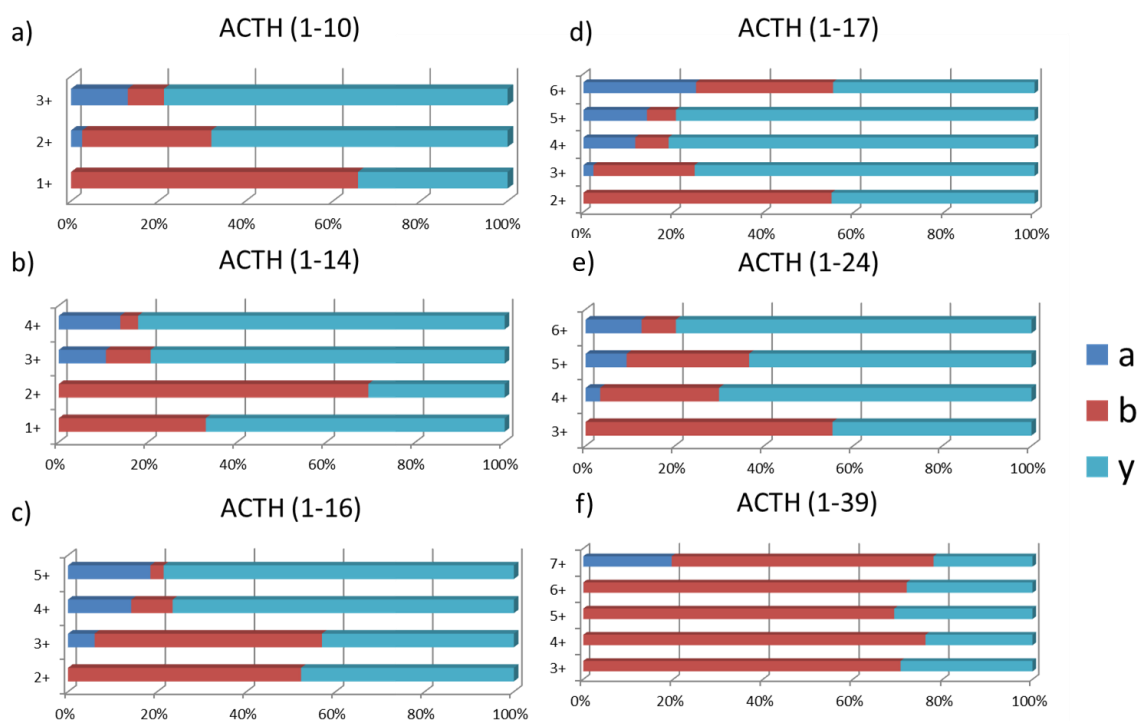 a)
ACTH (1-10)
3+
2+
1+
0% 20% 40% 60% 80% 100%
b)
ACTH (1-14)
4+
3+
2+
1+
0% 20% 40% 60% 80% 100%
c)
ACTH (1-16)
5+
4+
3+
2+
0% 20% 40% 60% 80% 100%
d)
ACTH (1-17)
6+
5+
4+
3+
2+
0% 20% 40% 60% 80% 100%
e)
ACTH (1-24)
6+
5+
4+
3+
0% 20% 40% 60% 80% 100%
f)
ACTH (1-39)
7+
6+
5+
4+
3+
0% 20% 40% 60% 80% 100%
a
b
y